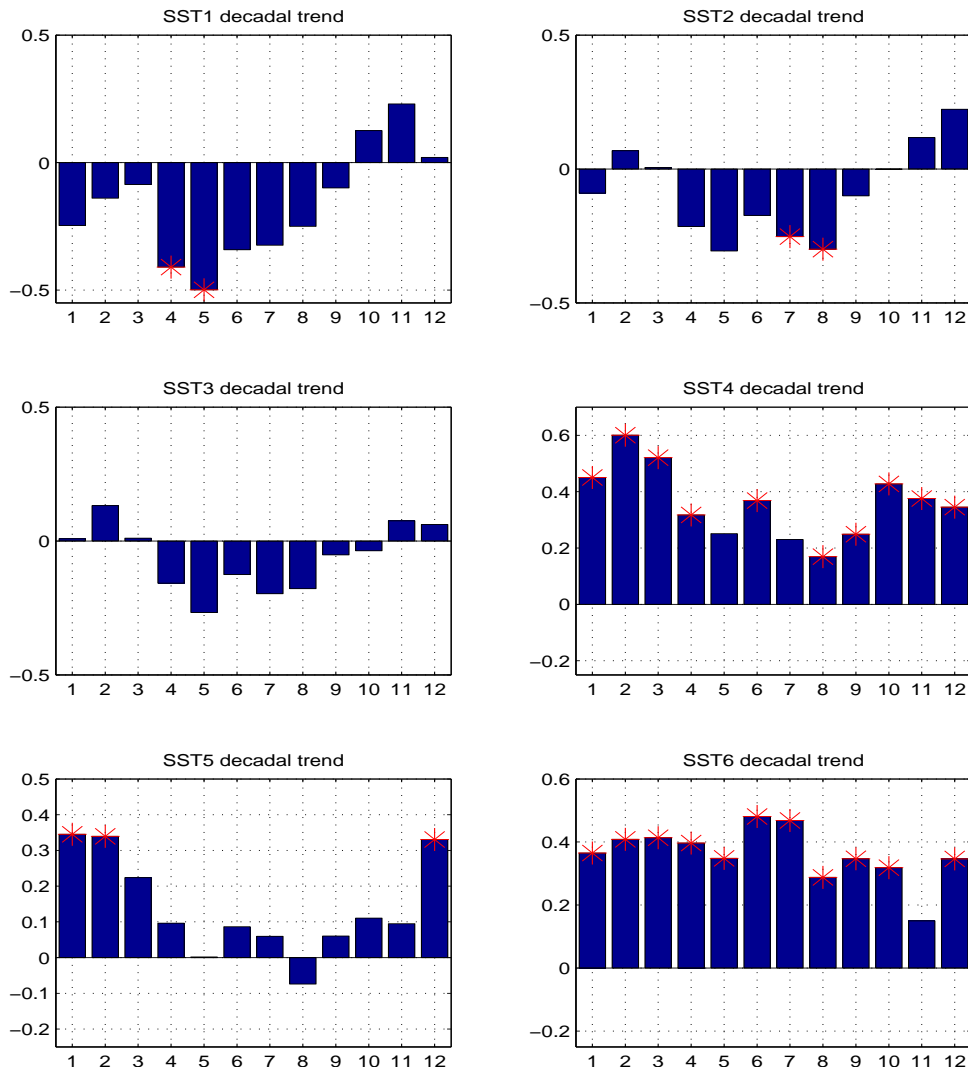 SST1 decadal trend
0.5
0
−0.5
1 2 3 4 5 6 7 8 9 10 11 12
SST2 decadal trend
0.5
0
−0.5
1 2 3 4 5 6 7 8 9 10 11 12
SST3 decadal trend
0.5
0
−0.5
1 2 3 4 5 6 7 8 9 10 11 12
SST4 decadal trend
0.6
0.4
0.2
0
−0.2
1 2 3 4 5 6 7 8 9 10 11 12
SST5 decadal trend
0.5
0.4
0.3
0.2
0.1
0
−0.1
−0.2
1 2 3 4 5 6 7 8 9 10 11 12
SST6 decadal trend
0.6
0.4
0.2
0
−0.2
1 2 3 4 5 6 7 8 9 10 11 12